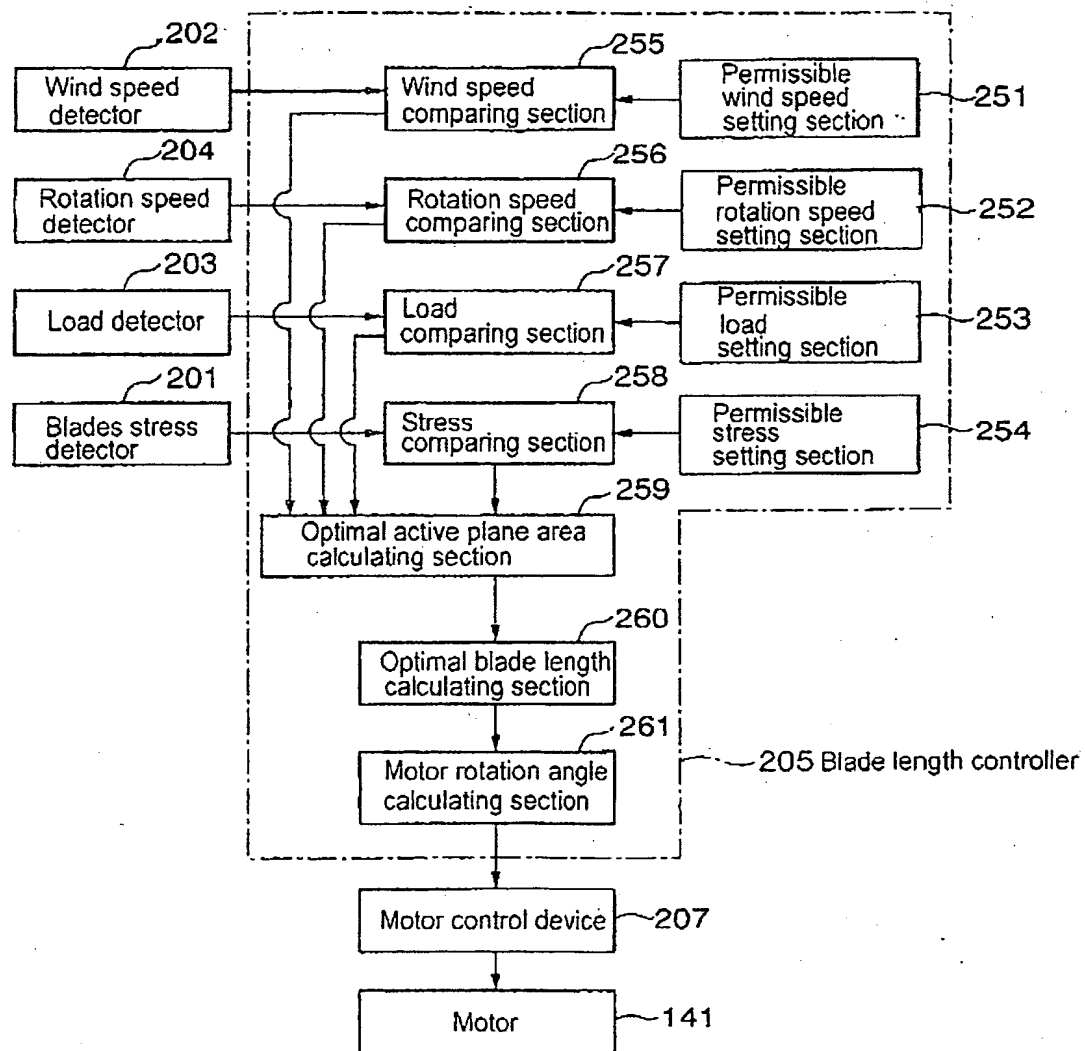 202
255
Wind speed
detector
Wind speed
comparing section
Permissible
wind speed
setting section
251
204
256
Rotation speed
detector
Rotation speed
comparing section
Permissible
rotation speed
setting section
252
203
257
Load detector
Load
comparing section
Permissible
load
setting section
253
201
258
Blades stress
detector
Stress
comparing section
Permissible
stress
setting section
254
259
Optimal active plane area
calculating section
260
Optimal blade length
calculating section
261
Motor rotation angle
calculating section
205 Blade length controller
Motor control device
207
Motor
141